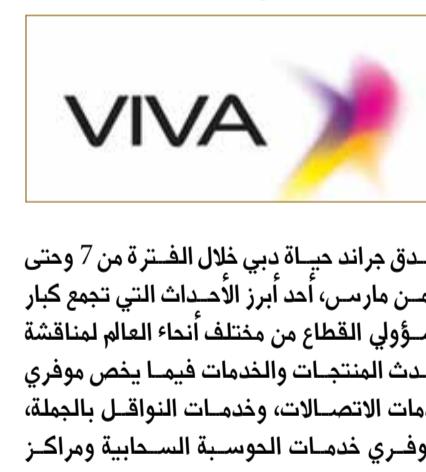 VIVA
جراند حياة دبي خلال الفترة من 7 وحتى
مارس، أحد أبرز الأحداث التي تجمع كبار
القطاع من مختلف أنحاء العالم لمناقشة
المنتجات والخدمات فيما يخص موفري
الاتصالات، وخدمات النواقل بالجملة،
خدمات الحوسبة السحابية ومراكز